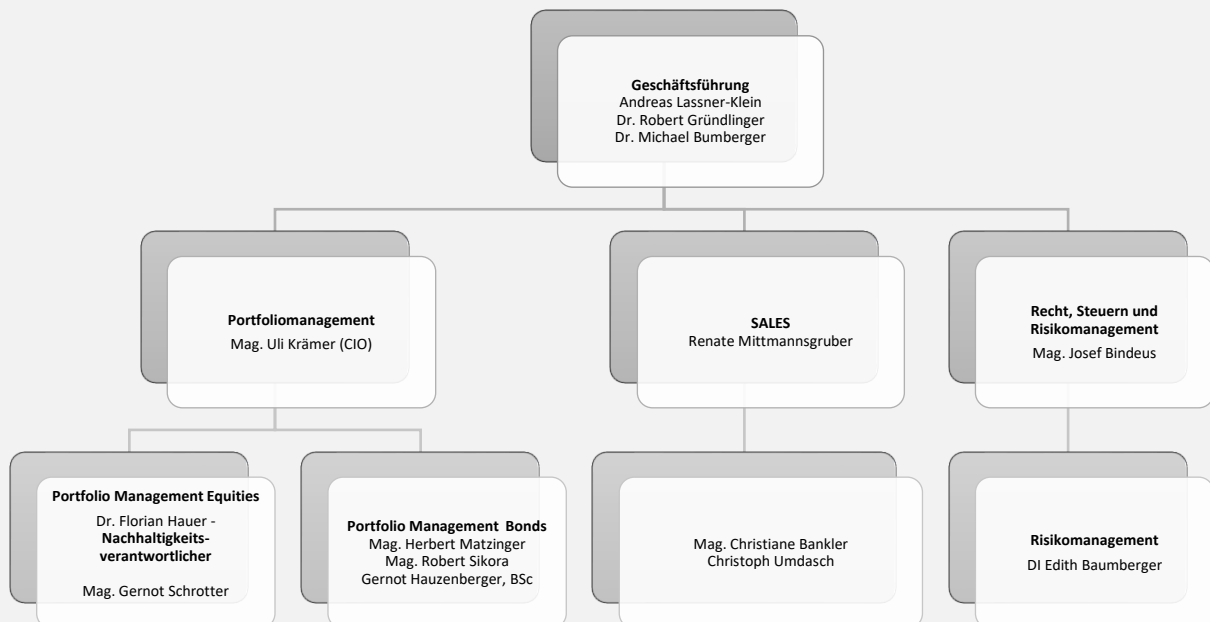 Geschäftsführung
Andreas Lassner-Klein
Dr. Robert Gründlinger
Dr. Michael Bumberger
Portfoliomanagement
Mag. Uli Krämer (CIO)
SALES
Renate Mittmannsgruber
Recht, Steuern und
Risikomanagement
Mag. Josef Bindeus
Portfolio Management Equities
Dr. Florian Hauer -
Nachhaltigkeits-
verantwortlicher
Mag. Gernot Schrotter
Portfolio Management Bonds
Mag. Herbert Matzinger
Mag. Robert Sikora
Gernot Hauzenberger, BSc
Mag. Christiane Bankler
Christoph Umdasch
Risikomanagement
DI Edith Baumberger